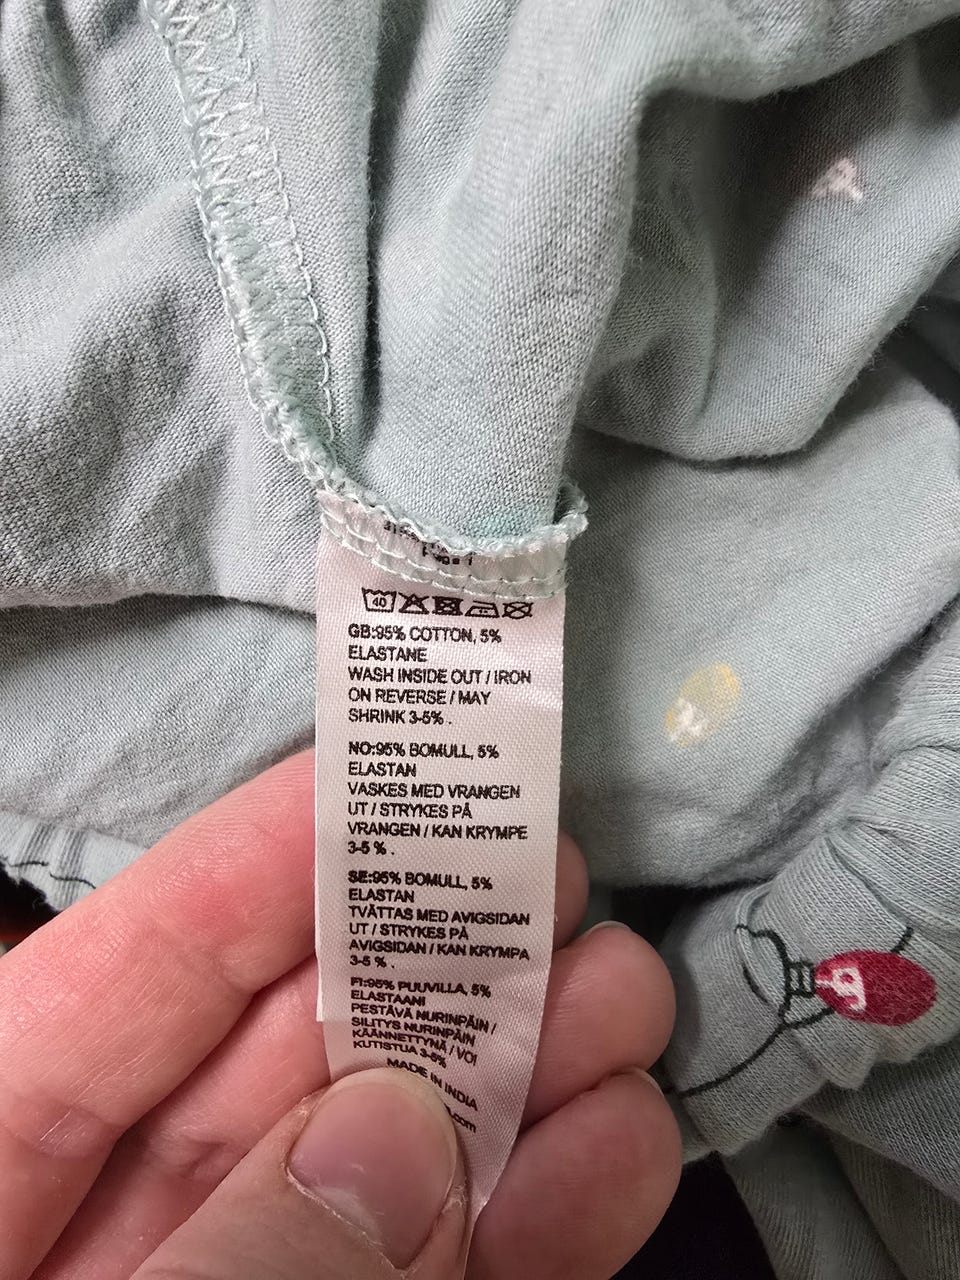 40
GB:95% COTTON, 5%
ELASTANE
WASH INSIDE OUT / IRON
ON REVERSE / MAY
SHRINK 3-5% .
NO:95% BOMULL, 5%
ELASTAN
VASKES MED VRANGEN
UT / STRYKES PÅ
VRANGEN / KAN KRYMPE
3-5 % .
SE:95% BOMULL, 5%
ELASTAN
TVÄTTAS MED AVIGSIDAN
UT / STRYKES PÅ
AVIGSIDAN / KAN KRYMPA
3-5 % .
FI:95% PUUVILLA, 5%
ELASTAANI
PESTÄVÄ NURINPÄIN /
SILITYS NURINPÄIN
KÄÄNNETTYNÄ / VOI
KUTISTUA 3-5%
MADE IN INDIA
.com